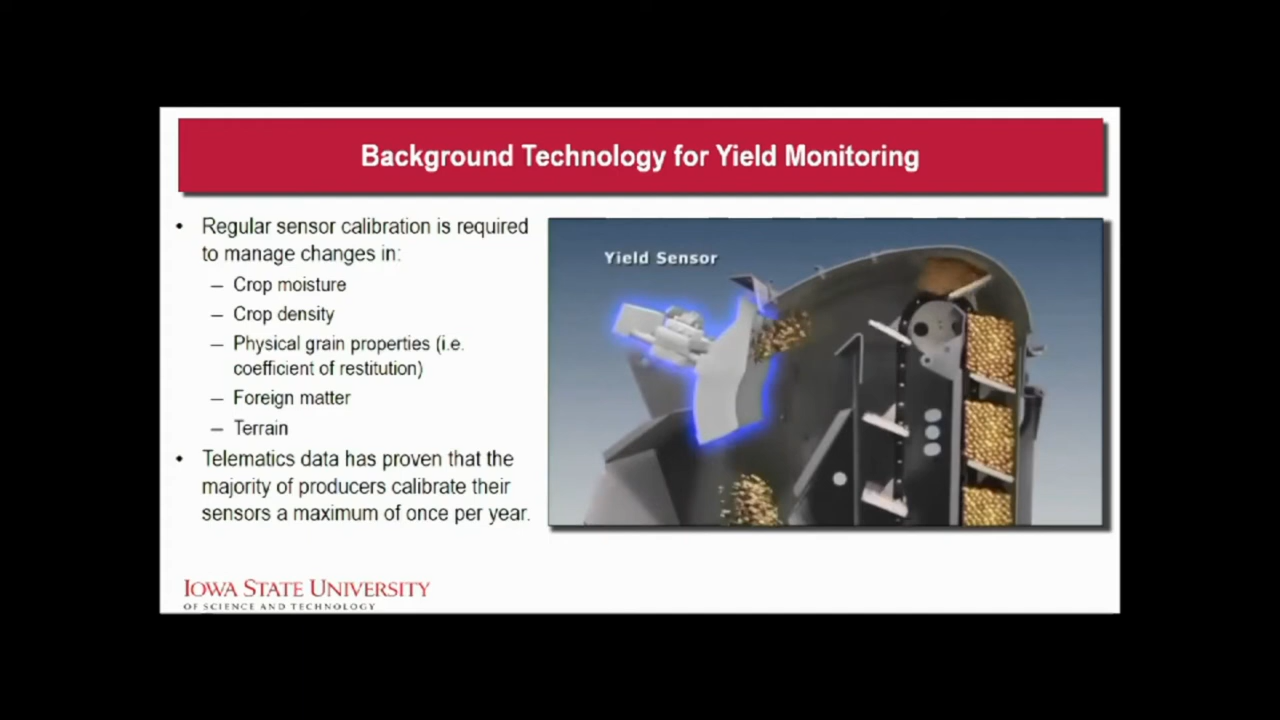 Background Technology for Yield Monitoring
• Regular sensor calibration is required
to manage changes in:
– Crop moisture
– Crop density
– Physical grain properties (i.e.
coefficient of restitution)
– Foreign matter
– Terrain
• Telematics data has proven that the
majority of producers calibrate their
sensors a maximum of once per year.
Yield Sensor
IOWA STATE UNIVERSITY
OF SCIENCE AND TECHNOLOGY